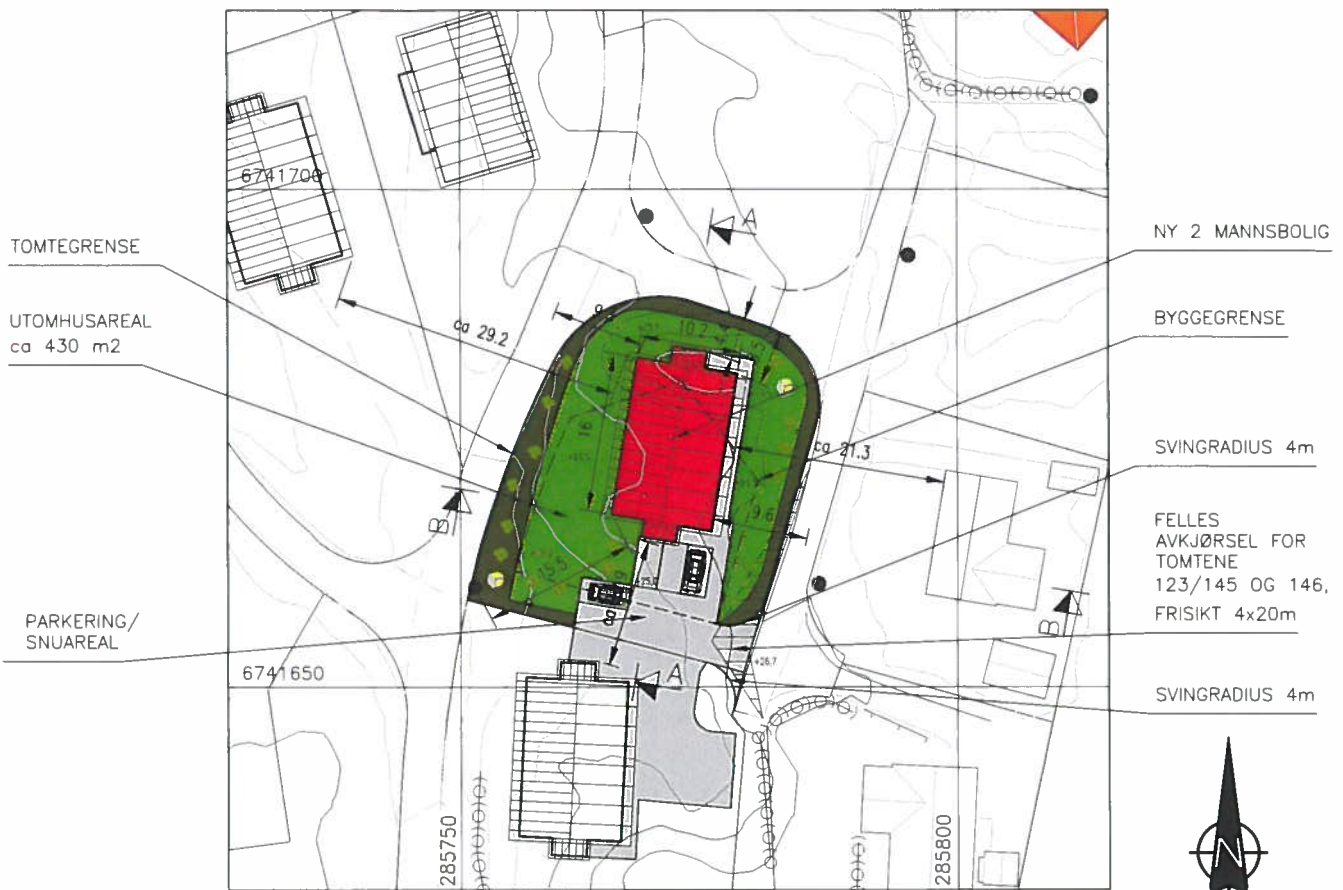 TOMTEGRENSE
UTOMHUSAREAL
ca 430 m2
PARKERING/
SNUAREAL
6741700
A
ca 29.2
10.2
16
ca 21.3
9.6
15.5
B
B
+26,7
6741650
A
285750
285800
NY 2 MANNSBOLIG
BYGGEGRENSE
SVINGRADIUS 4m
FELLES
AVKJØRSEL FOR
TOMTENE
123/145 OG 146,
FRISIKT 4x20m
SVINGRADIUS 4m
N